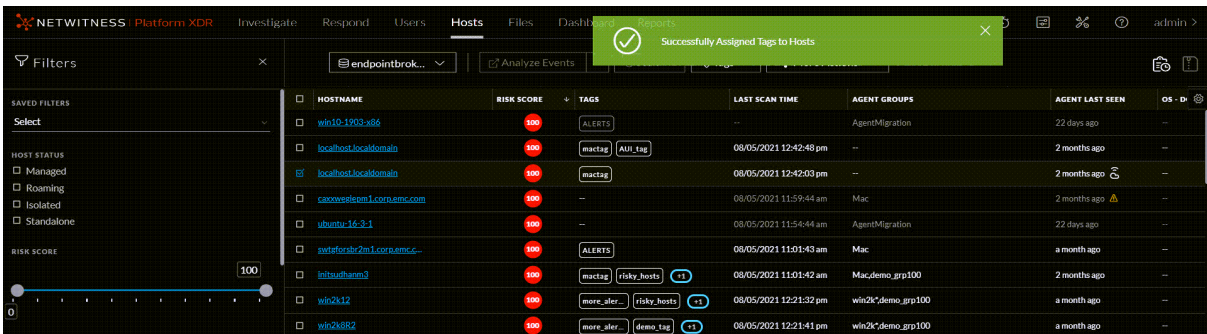 NETWITNESS Platform XDR Investigate Respond Users Hosts Files Dashboard Reports admin >
Successfully Assigned Tags to Hosts
Filters endpointbrok... Analyze Events
SAVED FILTERS
Select
HOST STATUS
Managed
Roaming
Isolated
Standalone
RISK SCORE
100
0
HOSTNAME RISK SCORE TAGS LAST SCAN TIME AGENT GROUPS AGENT LAST SEEN
win10-1903-x86 100 ALERTS -- AgentMigration 22 days ago --
localhost.localdomain 100 mactag AUI_tag 08/05/2021 12:42:48 pm -- 2 months ago --
localhost.localdomain 100 mactag 08/05/2021 12:42:03 pm -- 2 months ago --
caxxwegiepm1.corp.emc.com 100 -- 08/05/2021 11:59:44 am Mac 2 months ago --
ubuntu-16-3-1 100 -- 08/05/2021 11:54:44 am AgentMigration 22 days ago --
swtgforsbr2m1.corp.emc.c... 100 ALERTS 08/05/2021 11:01:43 am Mac a month ago --
initsudhanm3 100 mactag risky_hosts +1 08/05/2021 11:01:42 am Mac,demo_grp100 2 months ago --
win2k12 100 more_aler... risky_hosts +1 08/05/2021 12:21:32 pm win2k*,demo_grp100 a month ago --
win2k8R2 100 more_aler... demo_tag +1 08/05/2021 12:21:41 pm win2k*,demo_grp100 a month ago --